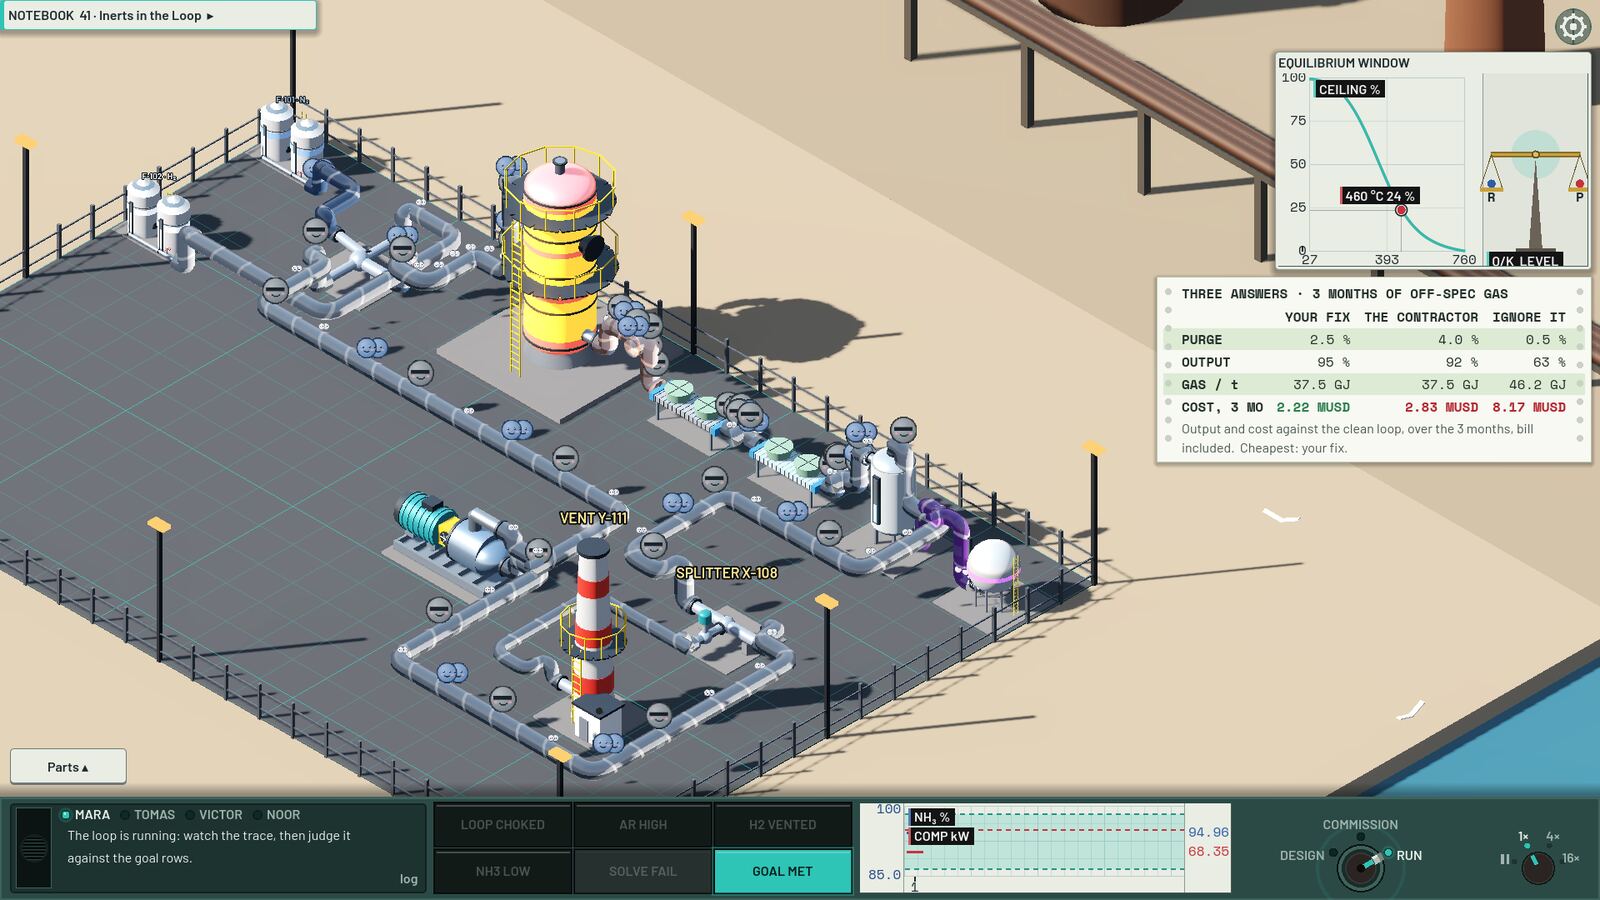 NOTEBOOK 41 · Inerts in the Loop ▸
F-101·N₂
F-102·H₂
VENT Y-111
SPLITTER X-108
EQUILIBRIUM WINDOW
100
CEILING %
75
50
460 °C 24 %
25
0
27 393 760
R P
Q/K LEVEL
THREE ANSWERS · 3 MONTHS OF OFF-SPEC GAS
YOUR FIX THE CONTRACTOR IGNORE IT
PURGE 2.5 % 4.0 % 0.5 %
OUTPUT 95 % 92 % 63 %
GAS / t 37.5 GJ 37.5 GJ 46.2 GJ
COST, 3 MO 2.22 MUSD 2.83 MUSD 8.17 MUSD
Output and cost against the clean loop, over the 3 months, bill
included. Cheapest: your fix.
Parts ▴
MARA TOMAS VICTOR NOOR
The loop is running: watch the trace, then judge it
against the goal rows.
log
LOOP CHOKED AR HIGH H2 VENTED
NH3 LOW SOLVE FAIL GOAL MET
100
NH₃ %
COMP kW
85.0
94.96
68.35
1
COMMISSION
DESIGN RUN
1× 4×
16×